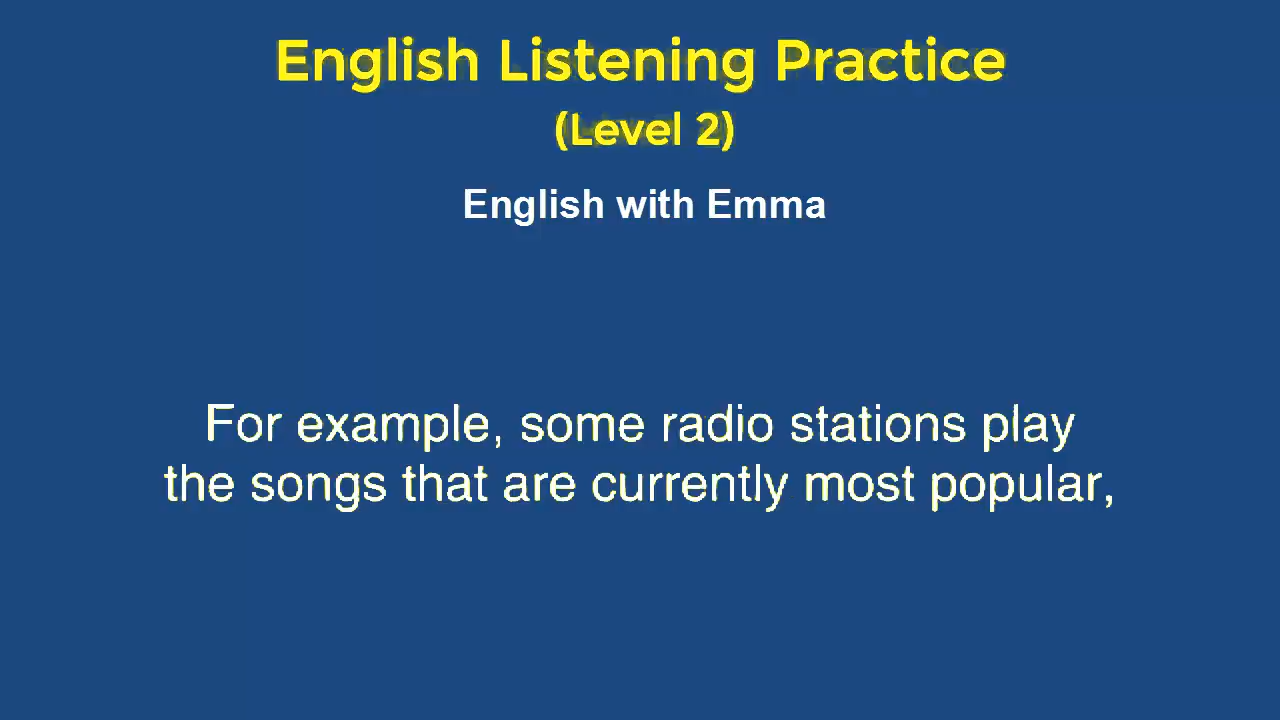 English Listening Practice
(Level 2)
English with Emma
For example, some radio stations play
the songs that are currently most popular,